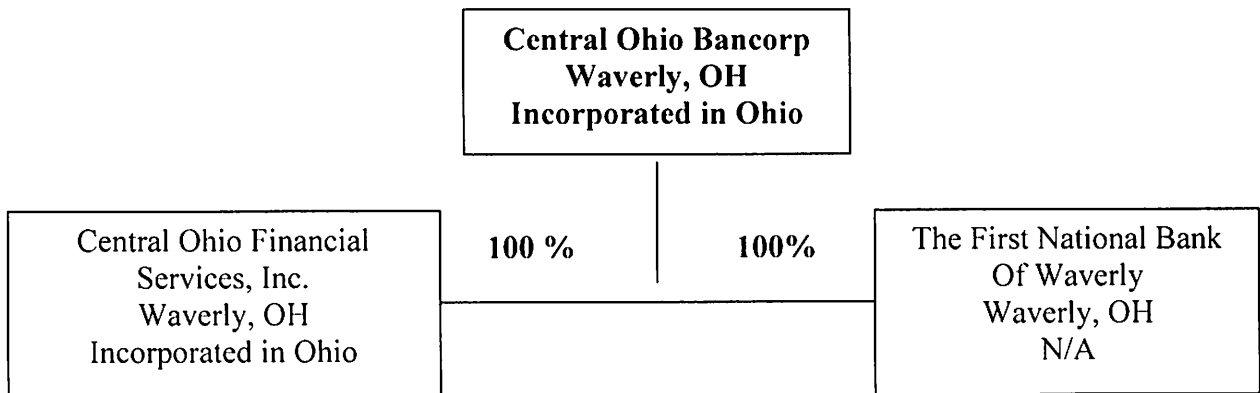 Central Ohio Bancorp
Waverly, OH
Incorporated in Ohio
Central Ohio Financial
Services, Inc.
Waverly, OH
Incorporated in Ohio
100 %
100%
The First National Bank
Of Waverly
Waverly, OH
N/A